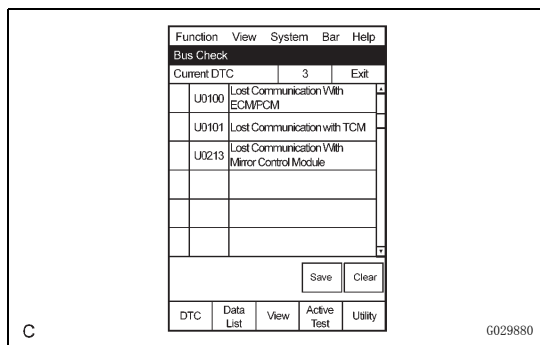 Function View System Bar Help
Bus Check
Current DTC 3 Exit
U0100 Lost Communication With
ECM/PCM
U0101 Lost Communication with TCM
U0213 Lost Communication With
Mirror Control Module
Save Clear
DTC Data List View Active Test Utility
C G029880